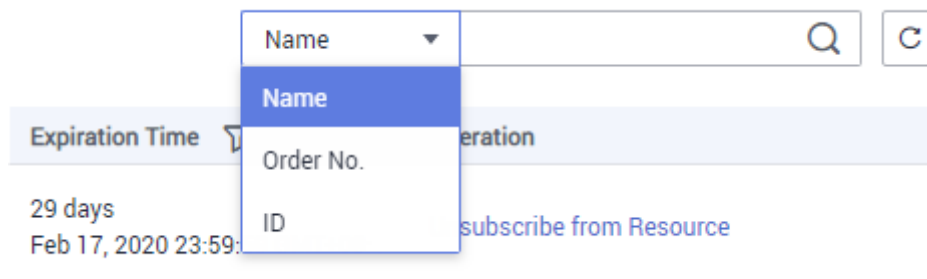 Name
Name
Expiration Time
eration
Order No.
29 days
ID
subscribe from Resource
Feb 17, 2020 23:59: